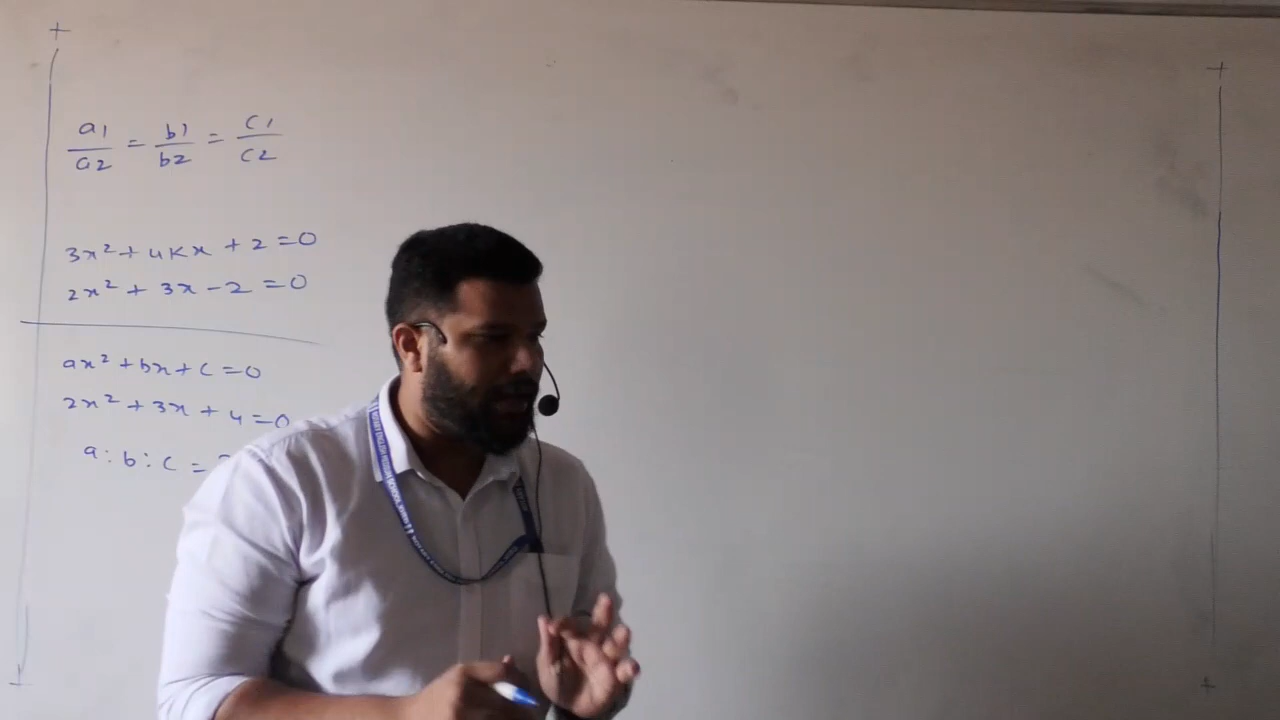 a1/a2 = b1/b2 = c1/c2
3x² + 4kx + 2 = 0
2x² + 3x - 2 = 0
ax² + bx + c = 0
2x² + 3x + 4 = 0
a : b : c =